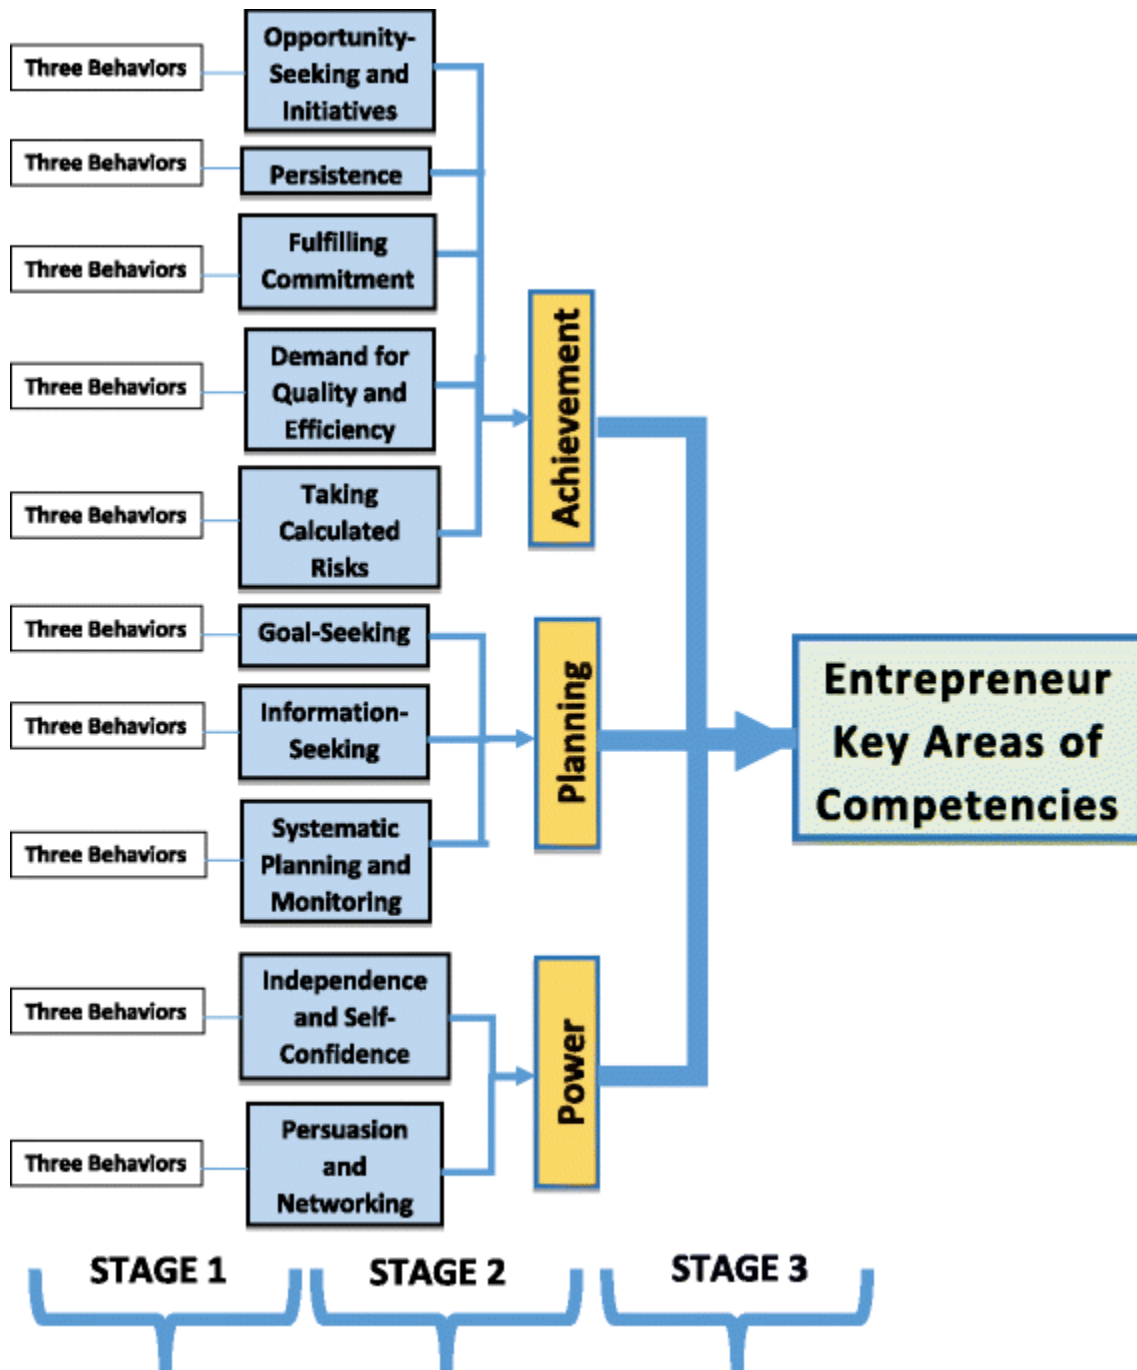 Three Behaviors
Opportunity-
Seeking and
Initiatives
Three Behaviors
Persistence
Three Behaviors
Fulfilling
Commitment
Three Behaviors
Demand for
Quality and
Efficiency
Three Behaviors
Taking
Calculated
Risks
Achievement
Three Behaviors
Goal-Seeking
Three Behaviors
Information-
Seeking
Three Behaviors
Systematic
Planning and
Monitoring
Planning
Three Behaviors
Independence
and Self-
Confidence
Three Behaviors
Persuasion
and
Networking
Power
Entrepreneur
Key Areas of
Competencies
STAGE 1
STAGE 2
STAGE 3